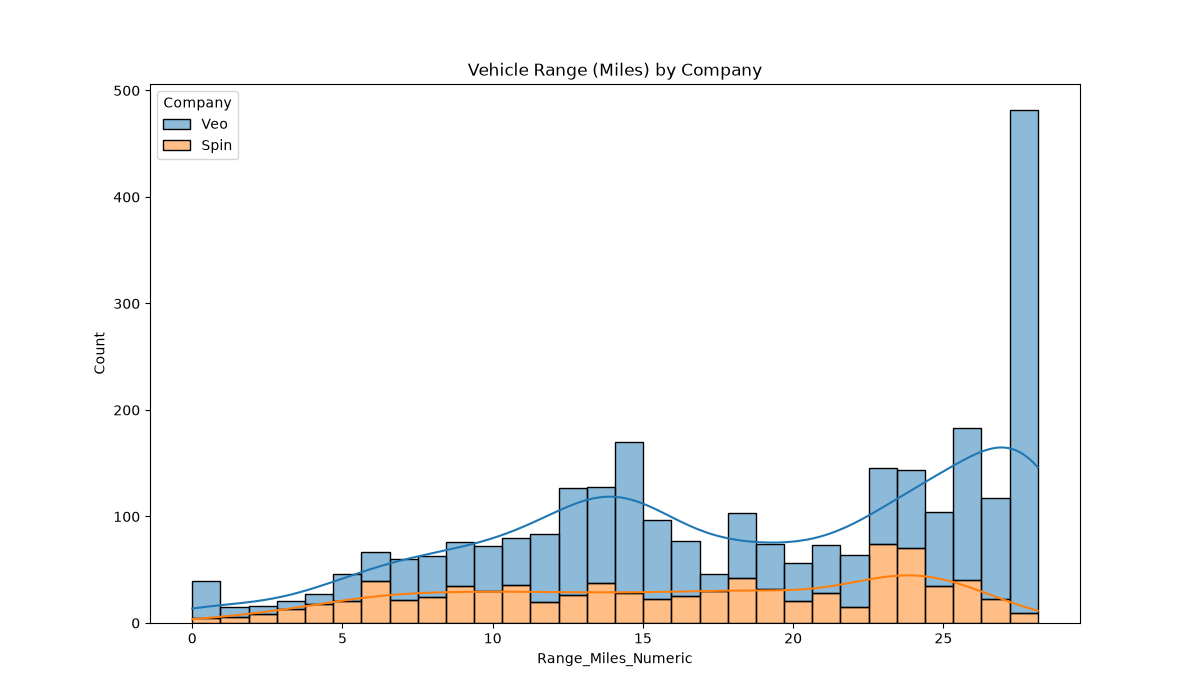 Vehicle Range (Miles) by Company
Company
Veo
Spin
500
400
300
200
100
0
Count
0 5 10 15 20 25
Range_Miles_Numeric